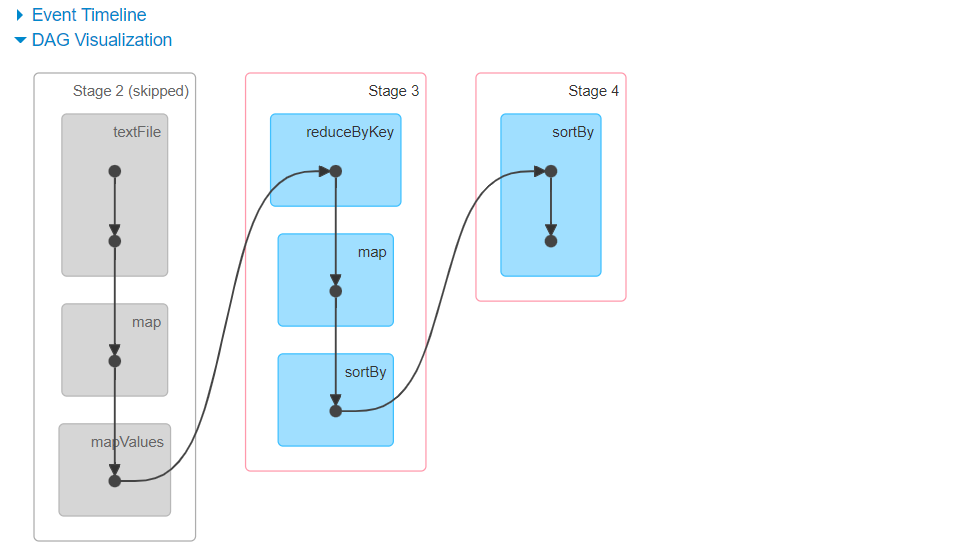 Event Timeline
DAG Visualization
Stage 2 (skipped)
textFile
map
mapValues
Stage 3
reduceByKey
map
sortBy
Stage 4
sortBy